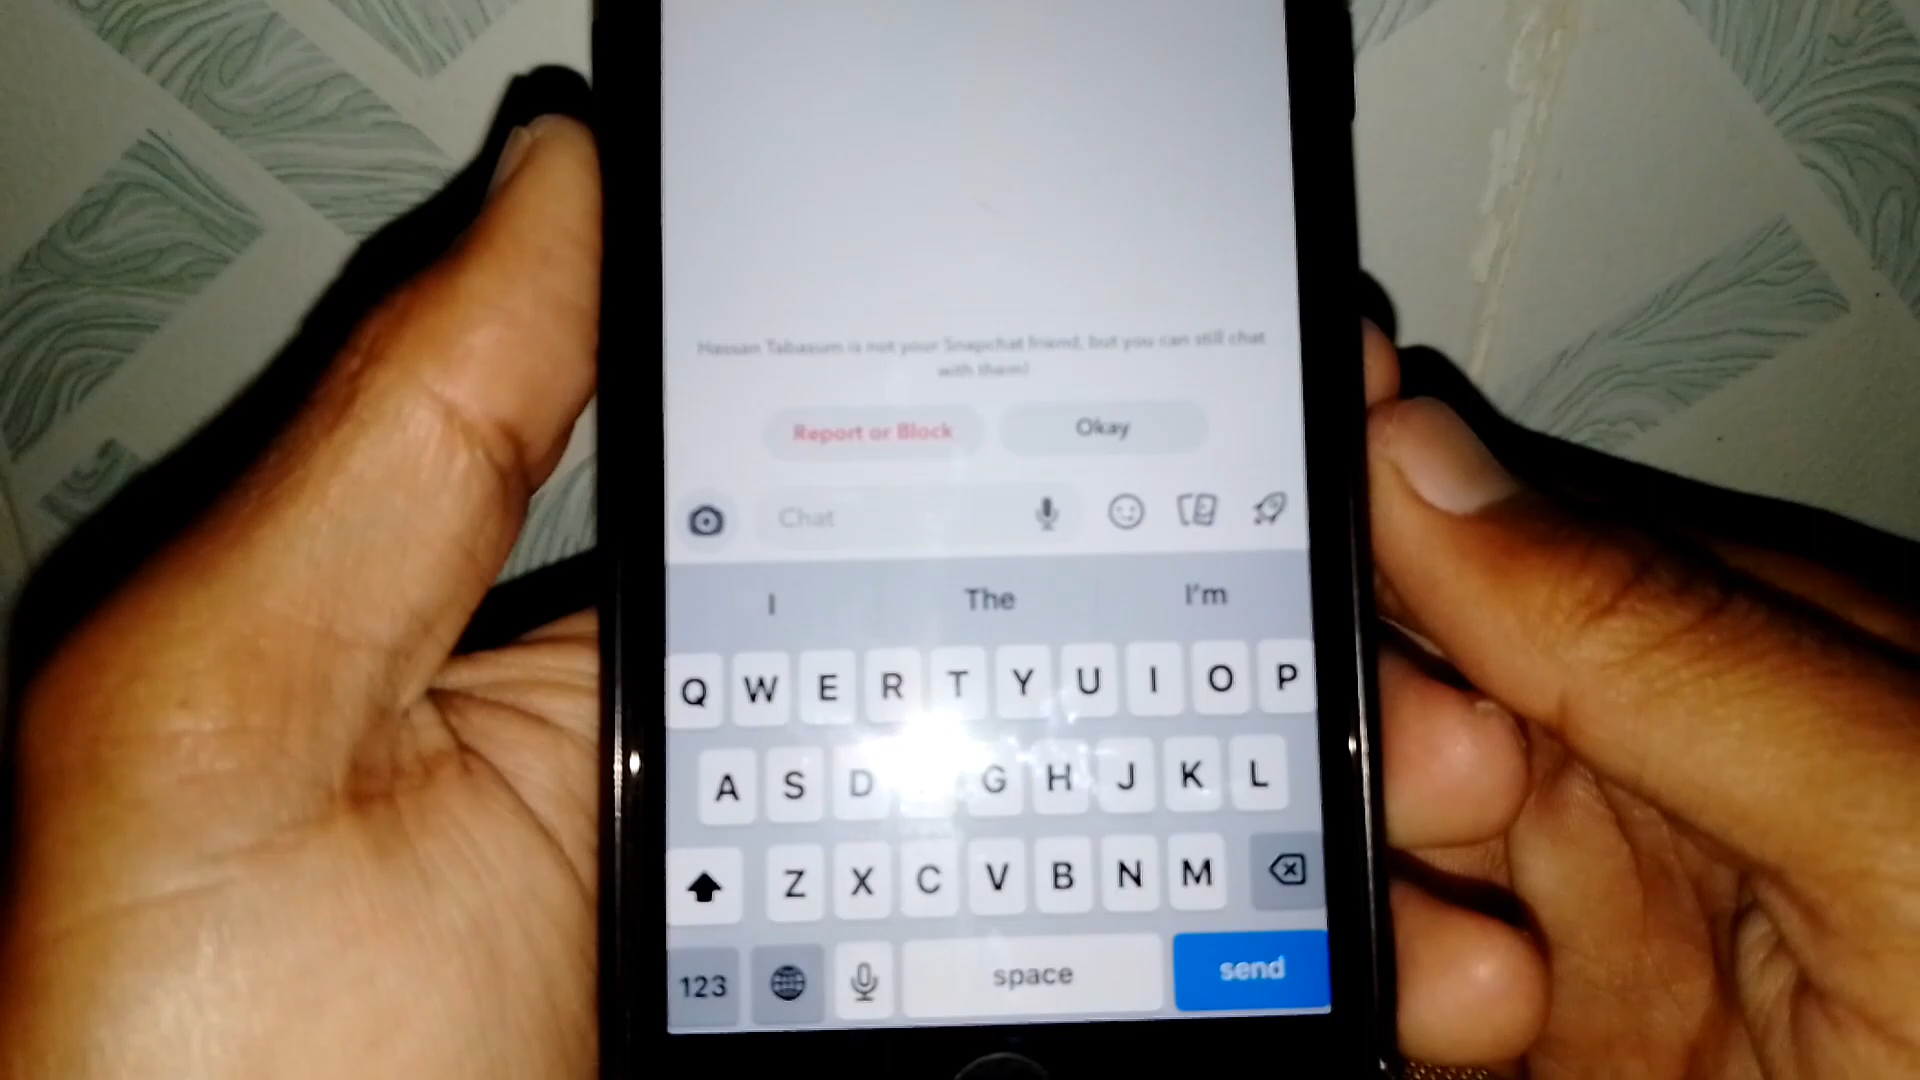 Hassan Tabasum is not your Snapchat friend, but you can still chat
with them!
Report or Block
Okay
Chat
I
The
I'm
Q W E R T Y U I O P
A S D G H J K L
Z X C V B N M
123
space
send